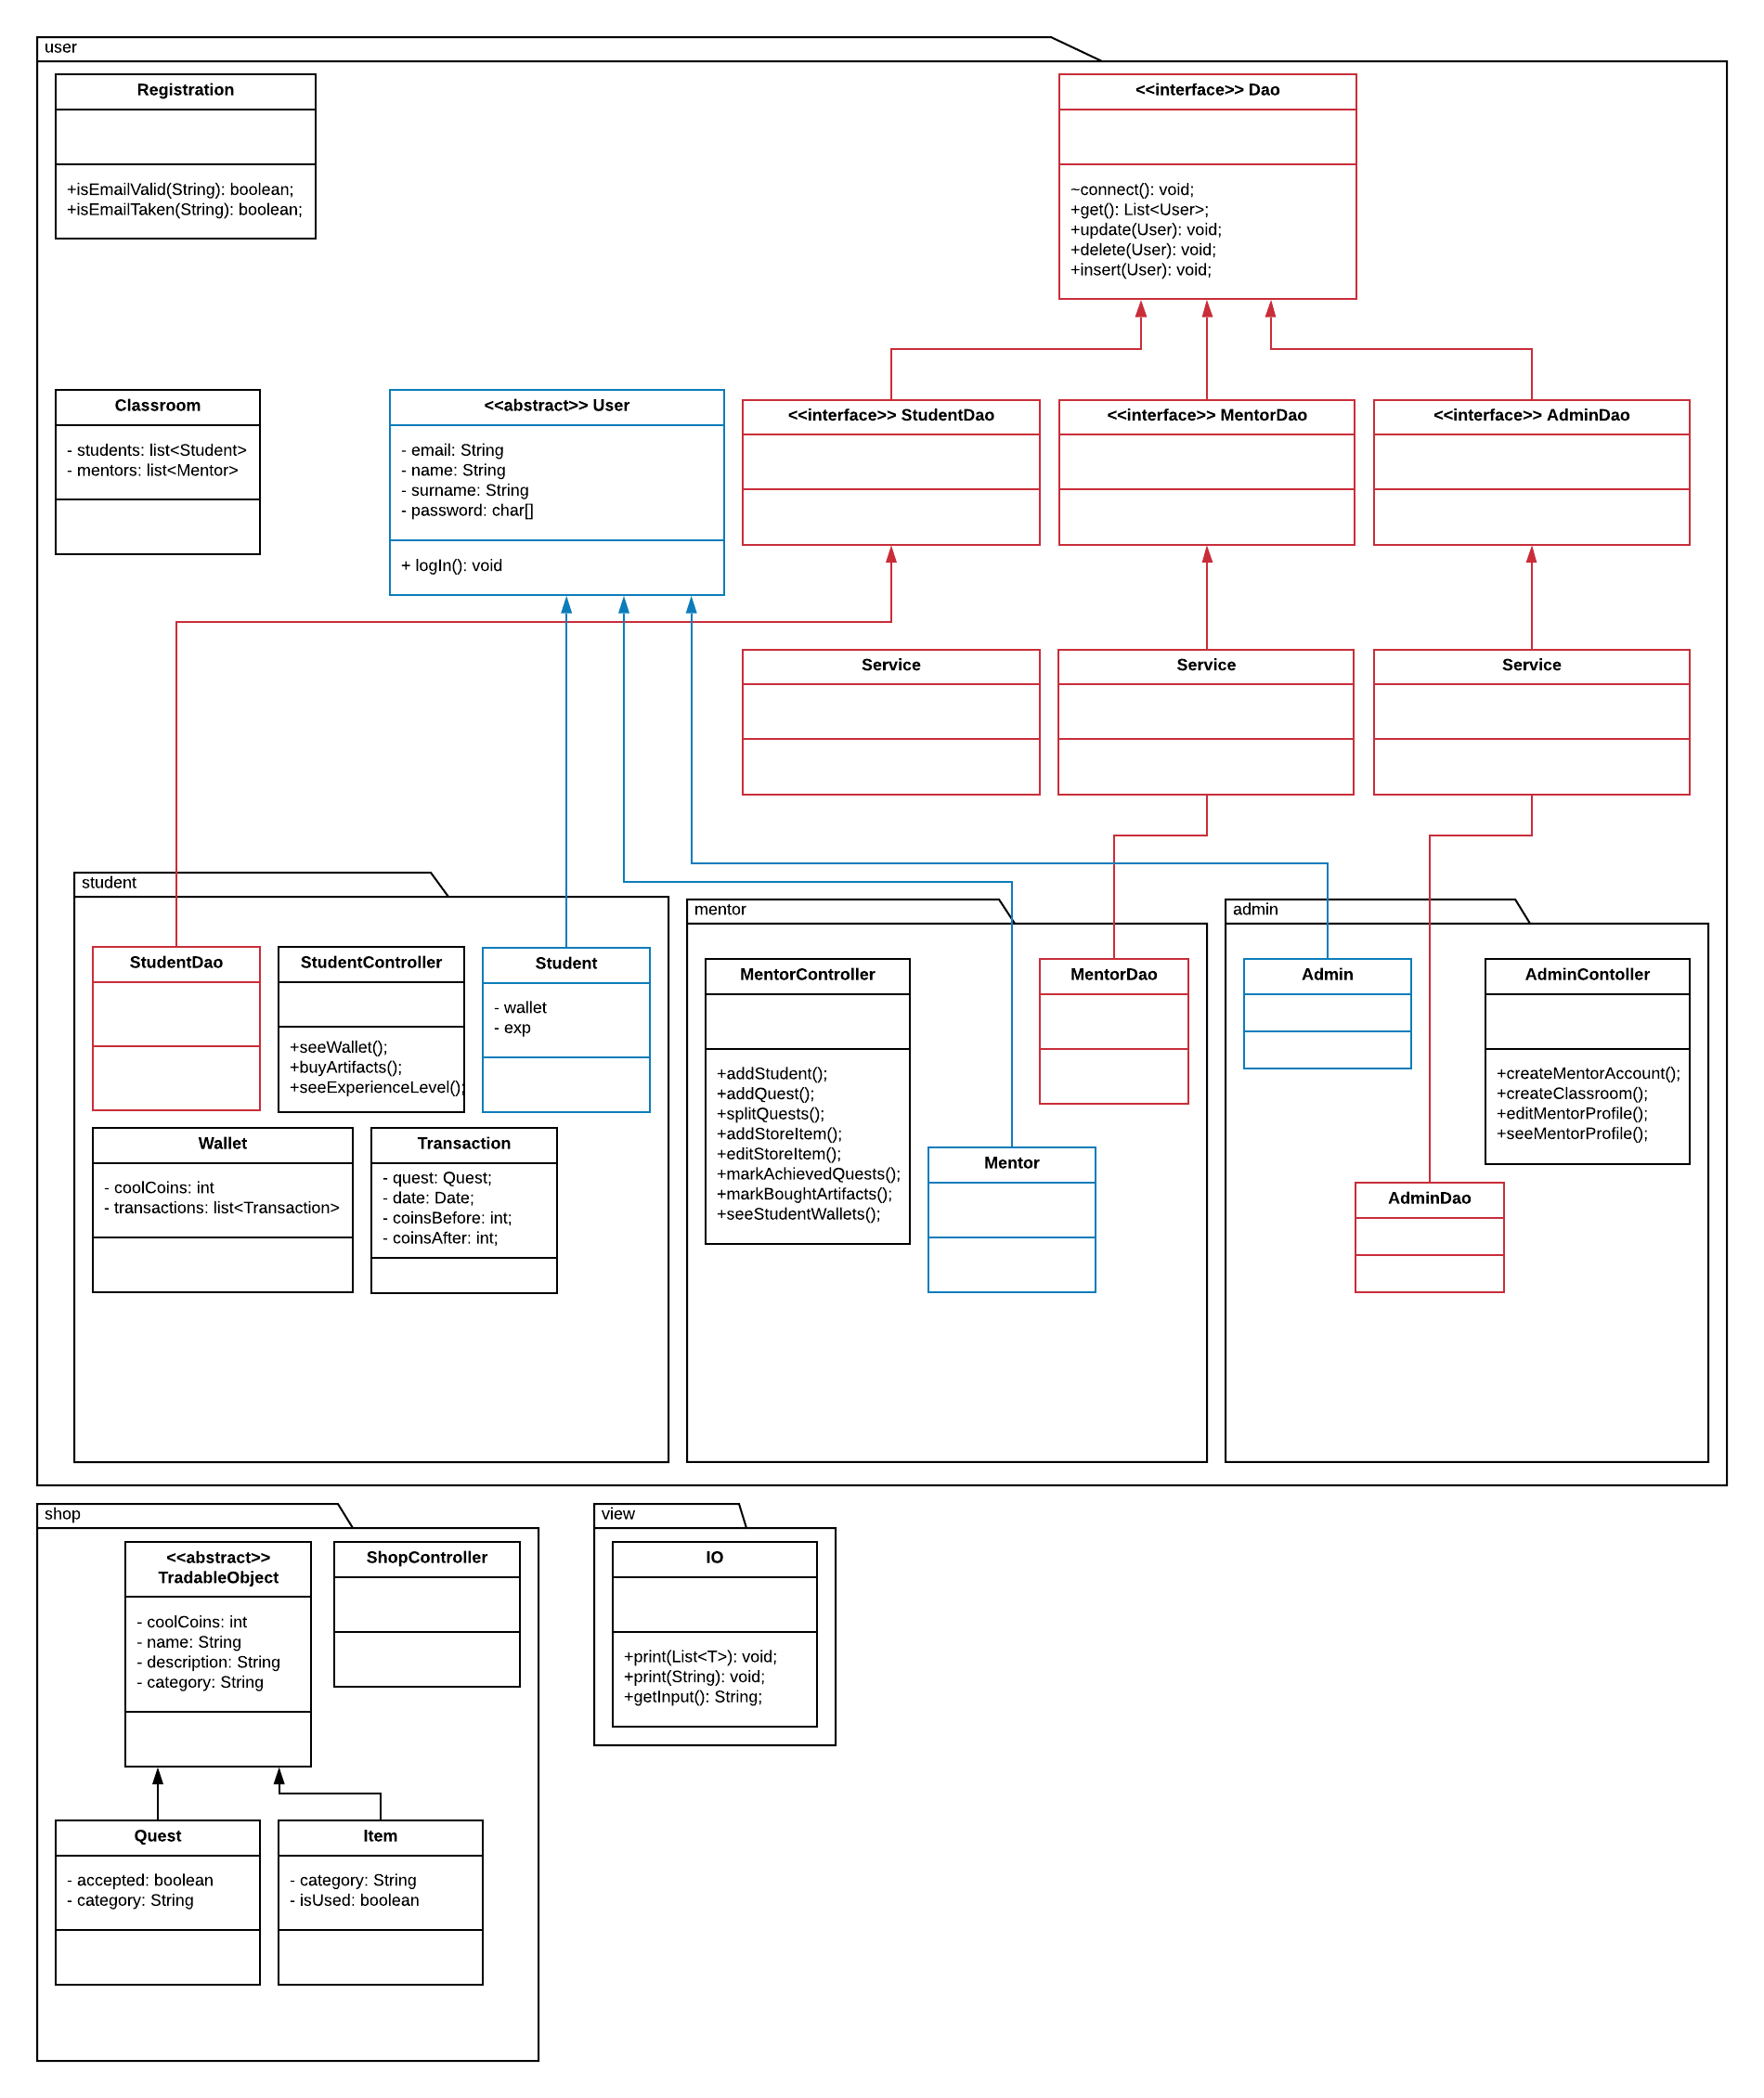 user
Registration
+isEmailValid(String): boolean;
+isEmailTaken(String): boolean;
<<interface>> Dao
~connect(): void;
+get(): List<User>;
+update(User): void;
+delete(User): void;
+insert(User): void;
Classroom
- students: list<Student>
- mentors: list<Mentor>
<<abstract>> User
- email: String
- name: String
- surname: String
- password: char[]
+ logIn(): void
<<interface>> StudentDao
<<interface>> MentorDao
<<interface>> AdminDao
Service
Service
Service
student
StudentDao
StudentController
+seeWallet();
+buyArtifacts();
+seeExperienceLevel();
Student
- wallet
- exp
Wallet
- coolCoins: int
- transactions: list<Transaction>
Transaction
- quest: Quest;
- date: Date;
- coinsBefore: int;
- coinsAfter: int;
mentor
MentorController
+addStudent();
+addQuest();
+splitQuests();
+addStoreItem();
+editStoreItem();
+markAchievedQuests();
+markBoughtArtifacts();
+seeStudentWallets();
MentorDao
Mentor
admin
Admin
AdminContoller
+createMentorAccount();
+createClassroom();
+editMentorProfile();
+seeMentorProfile();
AdminDao
shop
<<abstract>>
TradableObject
- coolCoins: int
- name: String
- description: String
- category: String
ShopController
Quest
- accepted: boolean
- category: String
Item
- category: String
- isUsed: boolean
view
IO
+print(List<T>): void;
+print(String): void;
+getInput(): String;